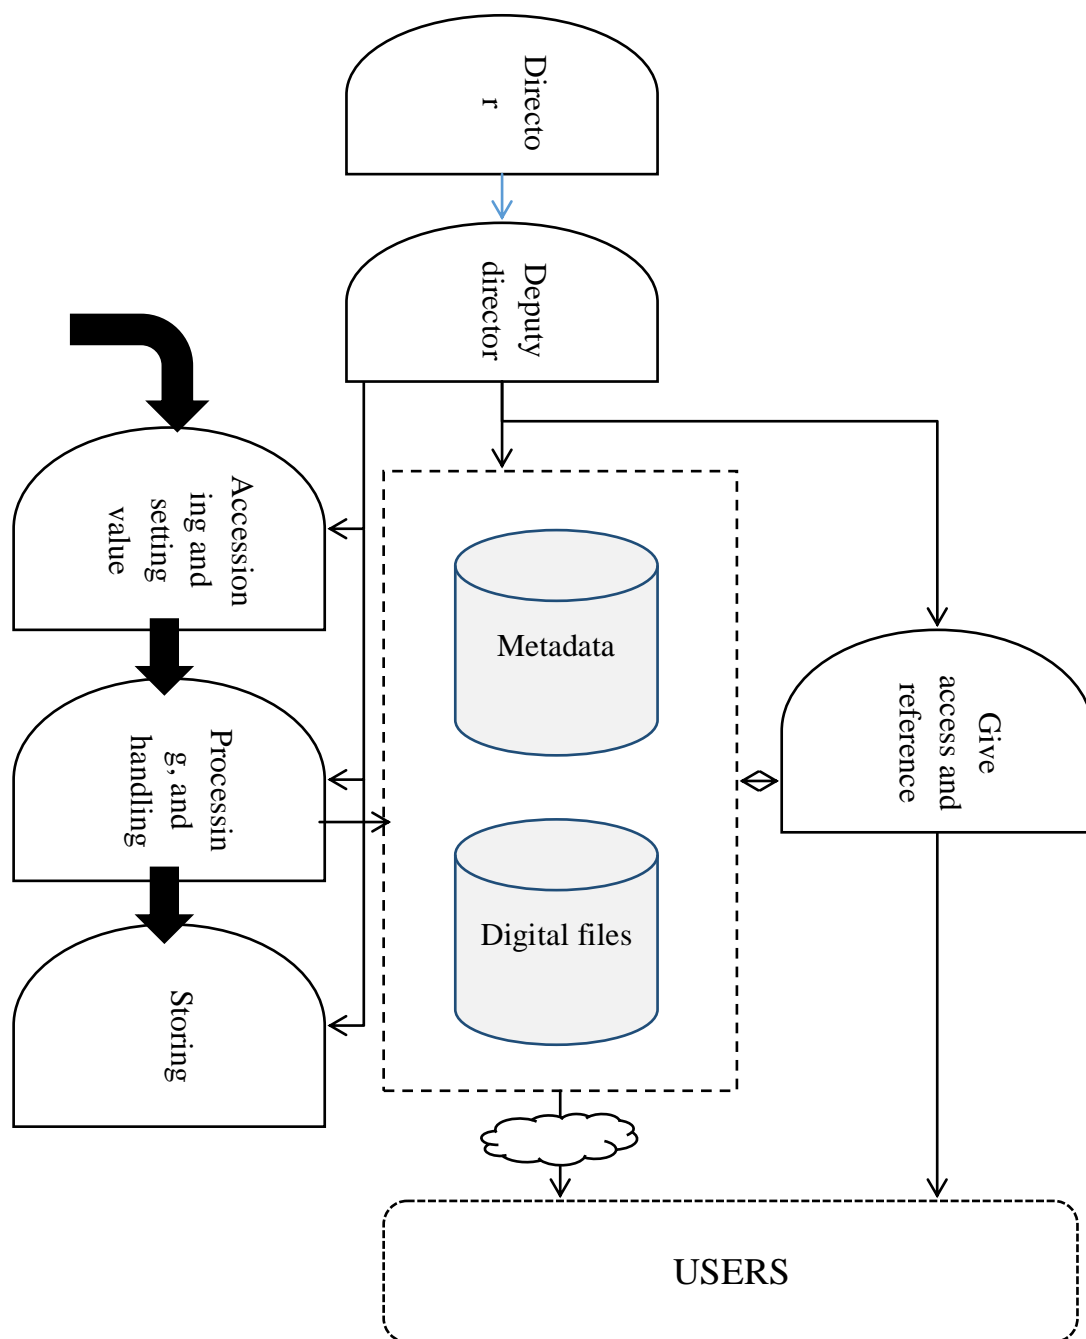 Directo
r
Deputy
director
Accession
ing and
setting
value
Metadata
Give
access and
reference
Processin
g, and
handling
Digital files
Storing
USERS